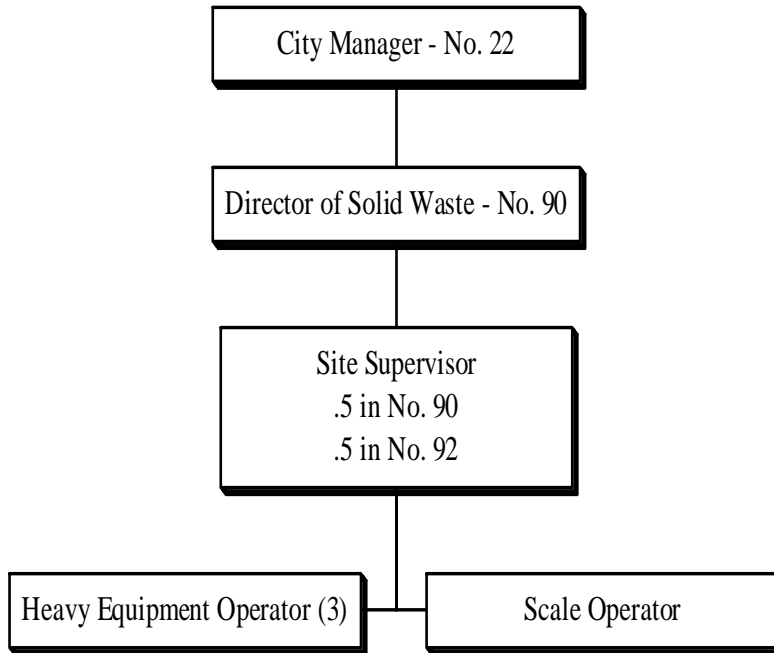 City Manager - No. 22
Director of Solid Waste - No. 90
Site Supervisor
.5 in No. 90
.5 in No. 92
Heavy Equipment Operator (3)
Scale Operator